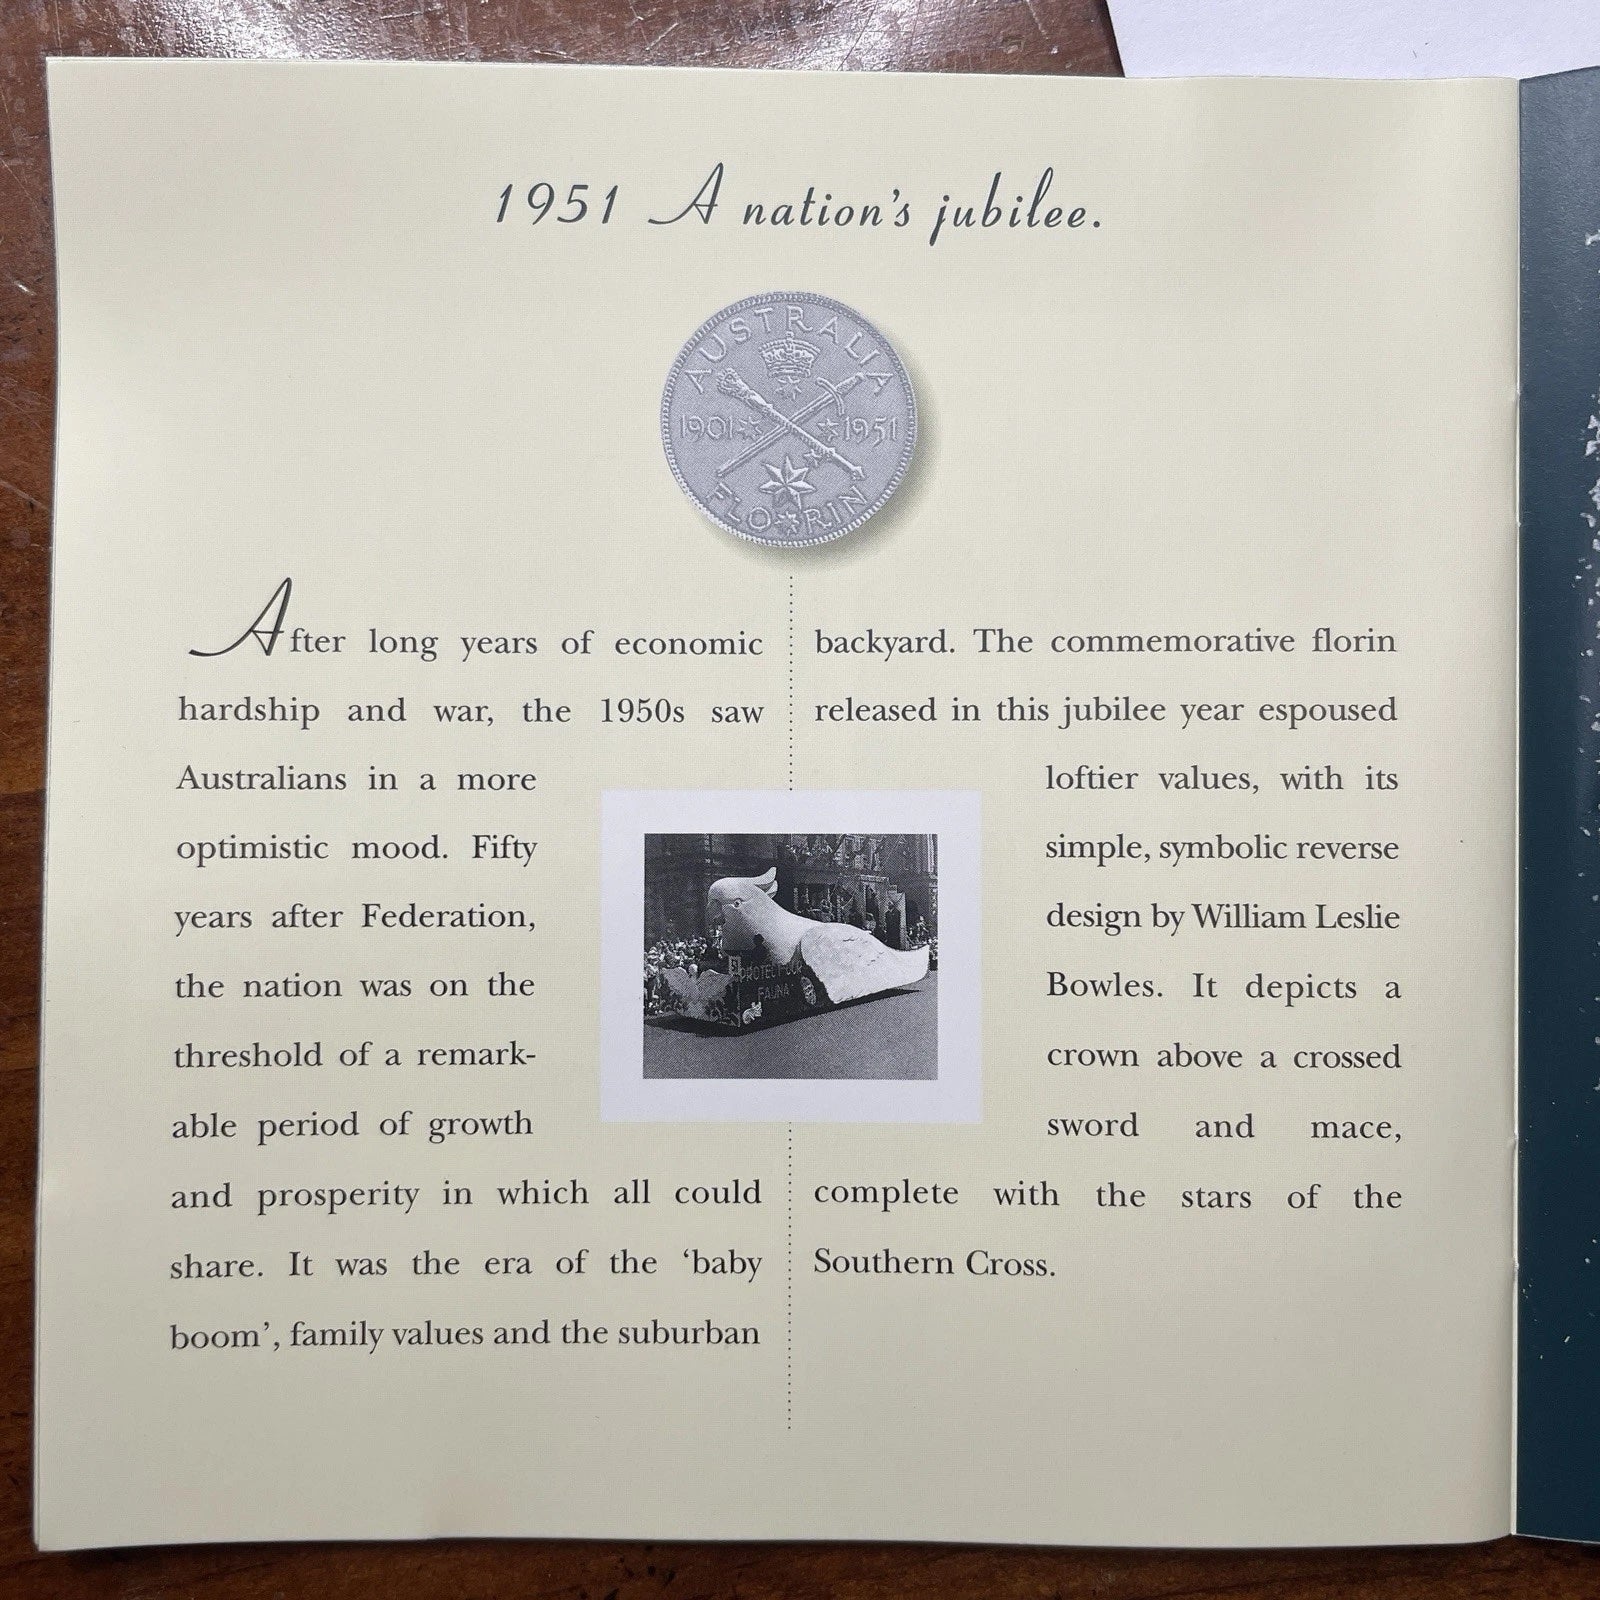 1951 A nation's jubilee.
AUSTRALIA
1901 1951
FLORIN
After long years of economic
hardship and war, the 1950s saw
Australians in a more
optimistic mood. Fifty
years after Federation,
the nation was on the
threshold of a remark-
able period of growth
and prosperity in which all could
share. It was the era of the ‘baby
boom’, family values and the suburban
PROTECT OUR
FAUNA
backyard. The commemorative florin
released in this jubilee year espoused
loftier values, with its
simple, symbolic reverse
design by William Leslie
Bowles. It depicts a
crown above a crossed
sword and mace,
complete with the stars of the
Southern Cross.